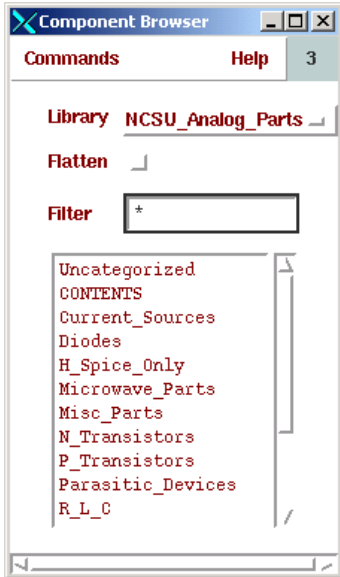 Component Browser
Commands Help 3
Library NCSU_Analog_Parts
Flatten
Filter *
Uncategorized
CONTENTS
Current_Sources
Diodes
H_Spice_Only
Microwave_Parts
Misc_Parts
N_Transistors
P_Transistors
Parasitic_Devices
R_L_C